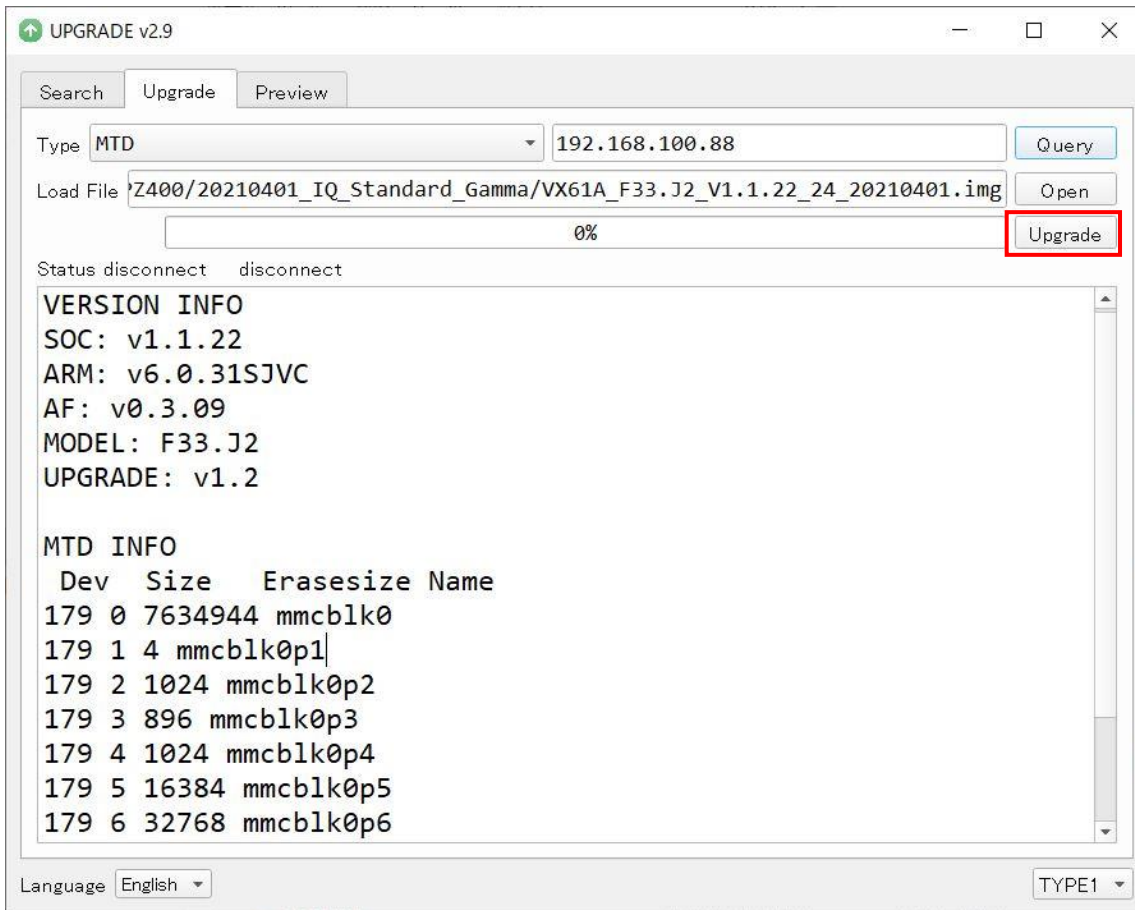 UPGRADE v2.9
Search Upgrade Preview
Type MTD 192.168.100.88 Query
Load File PZ400/20210401_IQ_Standard_Gamma/VX61A_F33.J2_V1.1.22_24_20210401.img Open
0% Upgrade
Status disconnect disconnect
VERSION INFO
SOC: v1.1.22
ARM: v6.0.31SJVC
AF: v0.3.09
MODEL: F33.J2
UPGRADE: v1.2
MTD INFO
Dev Size Erasesize Name
179 0 7634944 mmcblk0
179 1 4 mmcblk0p1
179 2 1024 mmcblk0p2
179 3 896 mmcblk0p3
179 4 1024 mmcblk0p4
179 5 16384 mmcblk0p5
179 6 32768 mmcblk0p6
Language English TYPE1